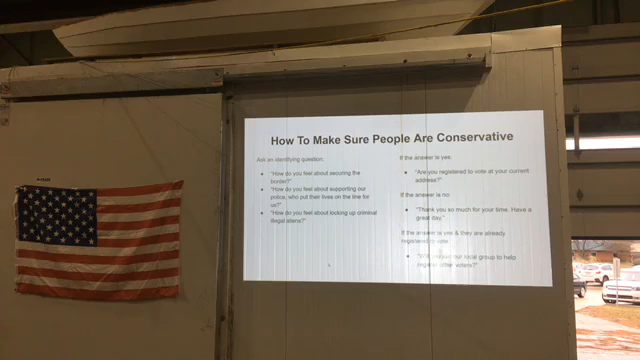 How To Make Sure People Are Conservative
Ask an identifying question:
● "How do you feel about securing the
border?"
● "How do you feel about supporting our
police, who put their lives on the line for
us?"
● "How do you feel about locking up criminal
illegal aliens?"
If the answer is yes:
● "Are you registered to vote at your current
address?"
If the answer is no:
● "Thank you so much for your time. Have a
great day."
If the answer is yes & they are already
registered to vote
● our local group to help
other voters?"